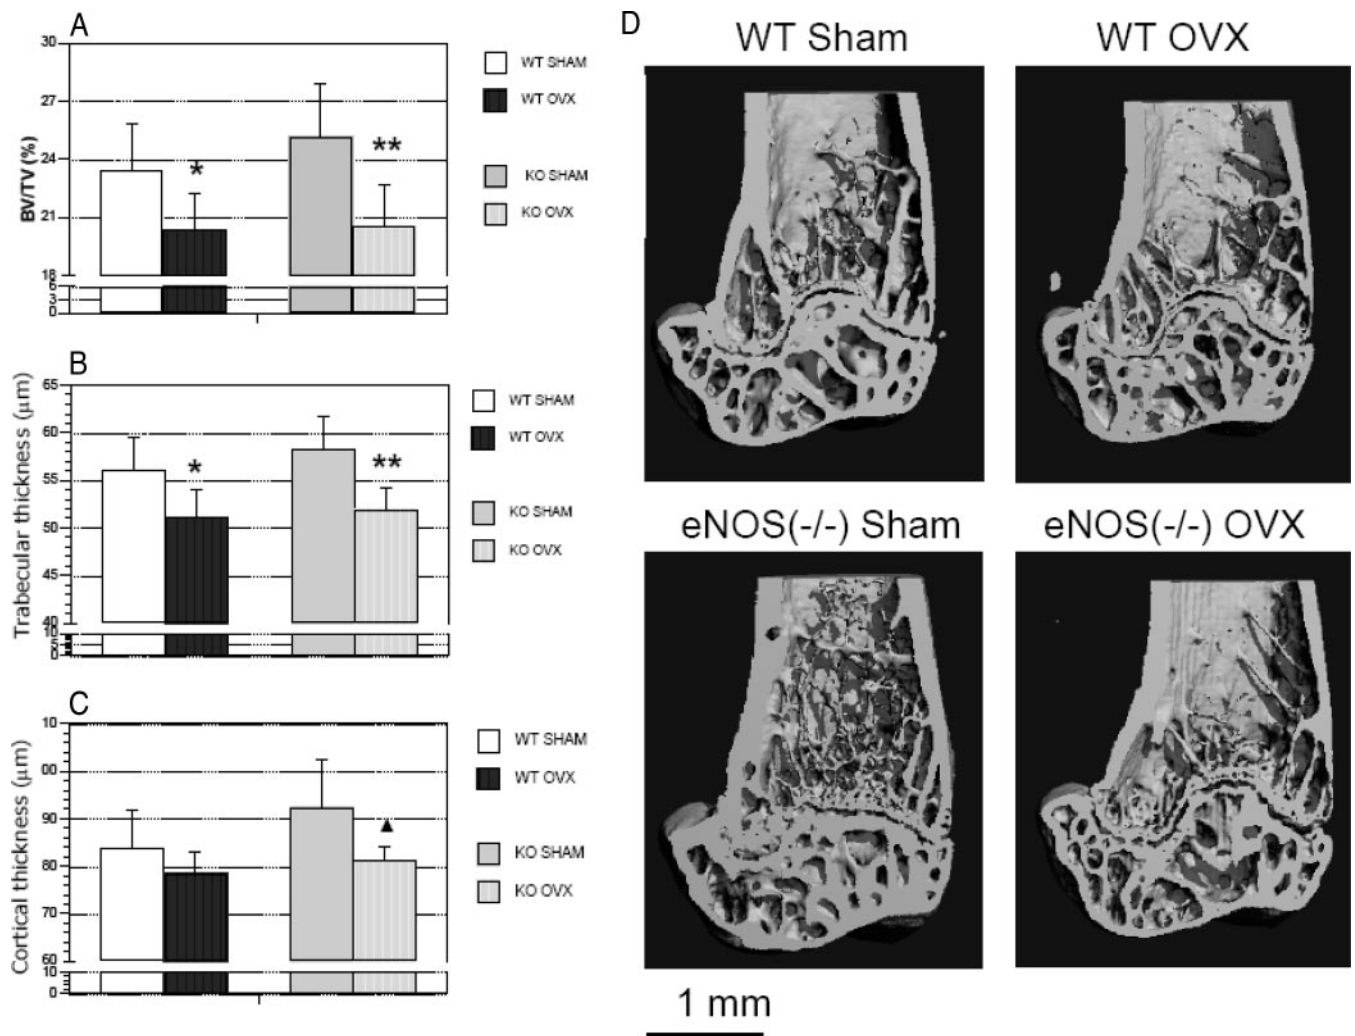 A
30
27
24
21
18
6
3
0
BV/TV (%)
WT SHAM
WT OVX
KO SHAM
KO OVX
*
**
B
65
60
55
50
45
40
10
5
0
Trabecular thickness (μm)
WT SHAM
WT OVX
KO SHAM
KO OVX
*
**
C
10
00
90
80
70
60
10
0
Cortical thickness (μm)
WT SHAM
WT OVX
KO SHAM
KO OVX
▲
D
WT Sham
WT OVX
eNOS(-/-) Sham
eNOS(-/-) OVX
1 mm